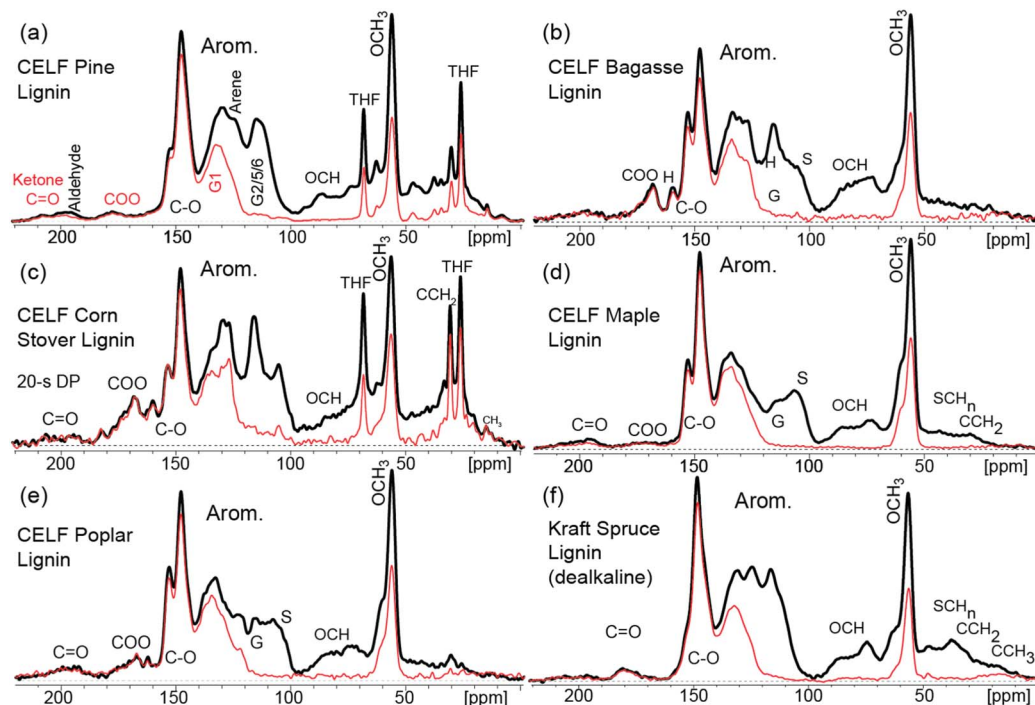 (a)
CELF Pine
Lignin
Arom.
OCH3
THF
THF
Arene
Aldehyde
Ketone
C=O
COO
C-O
G1
G2/5/6
OCH
200
150
100
50
[ppm]
(b)
CELF Bagasse
Lignin
Arom.
OCH3
COO
H
H
S
OCH
C-O
G
200
150
100
50
[ppm]
(c)
CELF Corn
Stover Lignin
20-s DP
Arom.
THF
OCH3
THF
CCH2
COO
C=O
C-O
OCH
CH3
200
150
100
50
[ppm]
(d)
CELF Maple
Lignin
Arom.
OCH3
S
G
OCH
SCHn
CCH2
C=O
COO
C-O
200
150
100
50
[ppm]
(e)
CELF Poplar
Lignin
Arom.
OCH3
S
G
OCH
C=O
COO
C-O
200
150
100
50
[ppm]
(f)
Kraft Spruce
Lignin
(dealkaline)
Arom.
OCH3
SCHn
CCH2
CCH3
C=O
OCH
C-O
200
150
100
50
[ppm]